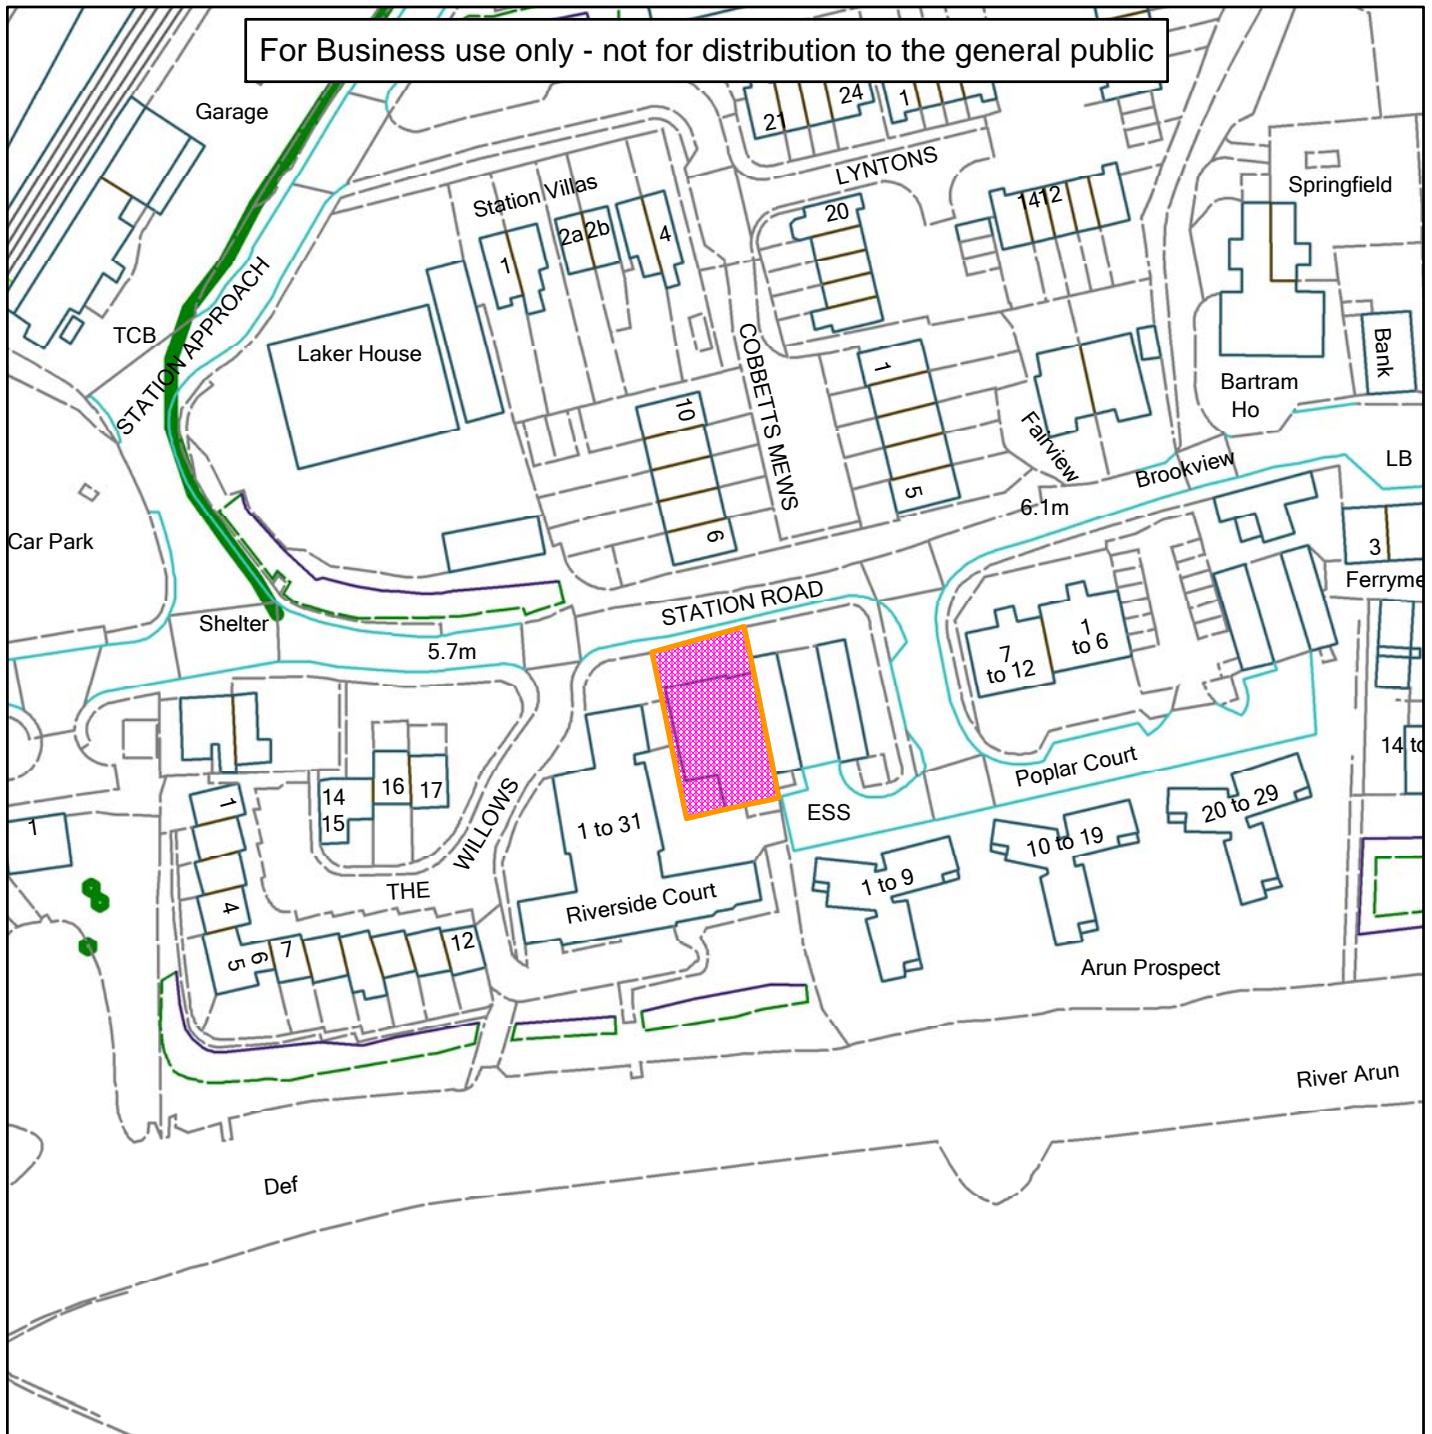 For Business use only - not for distribution to the general public
Garage
24
1
21
LYNTONS
Springfield
Station Villas
1412
20
2a 2b
4
1
STATION APPROACH
TCB
Laker House
COBBETTS MEWS
1
Bank
Bartram
Ho
10
Fairview
Brookview
LB
5
6.1m
6
3
Car Park
Ferryme
STATION ROAD
Shelter
5.7m
1
to 6
7
to 12
14 to
Poplar Court
16
17
14
15
1
20 to 29
1
ESS
1 to 31
WILLOWS
10 to 19
THE
1 to 9
Riverside Court
4
12
7
6
5
Arun Prospect
River Arun
Def